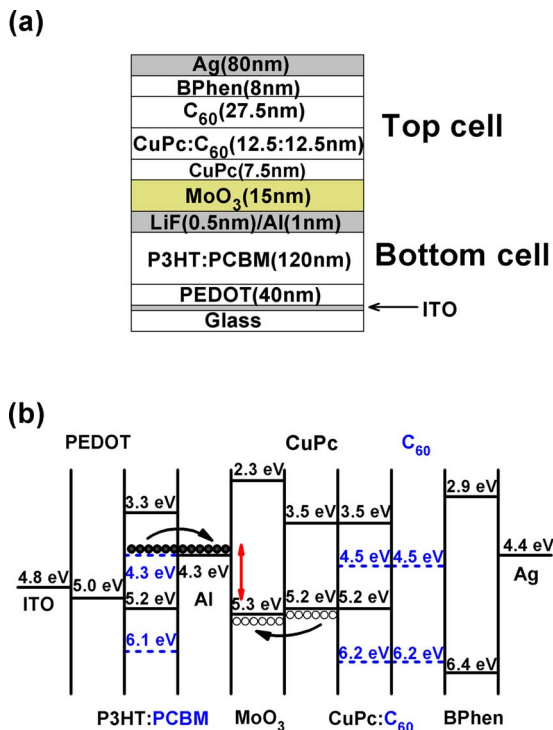 (a)
Ag(80nm)
BPhen(8nm)
C60(27.5nm)
CuPc:C60(12.5:12.5nm)
CuPc(7.5nm)
MoO3(15nm)
LiF(0.5nm)/Al(1nm)
P3HT:PCBM(120nm)
PEDOT(40nm)
Glass
Top cell
Bottom cell
ITO
(b)
PEDOT CuPc C60
2.3 eV
3.3 eV 3.5 eV 3.5 eV 2.9 eV
4.3 eV 4.3 eV 4.5 eV 4.5 eV 4.4 eV
4.8 eV 5.0 eV Al Ag
ITO 5.2 eV 5.3 eV 5.2 eV 5.2 eV
6.1 eV 6.2 eV 6.2 eV 6.4 eV
P3HT:PCBM MoO3 CuPc:C60 BPhen